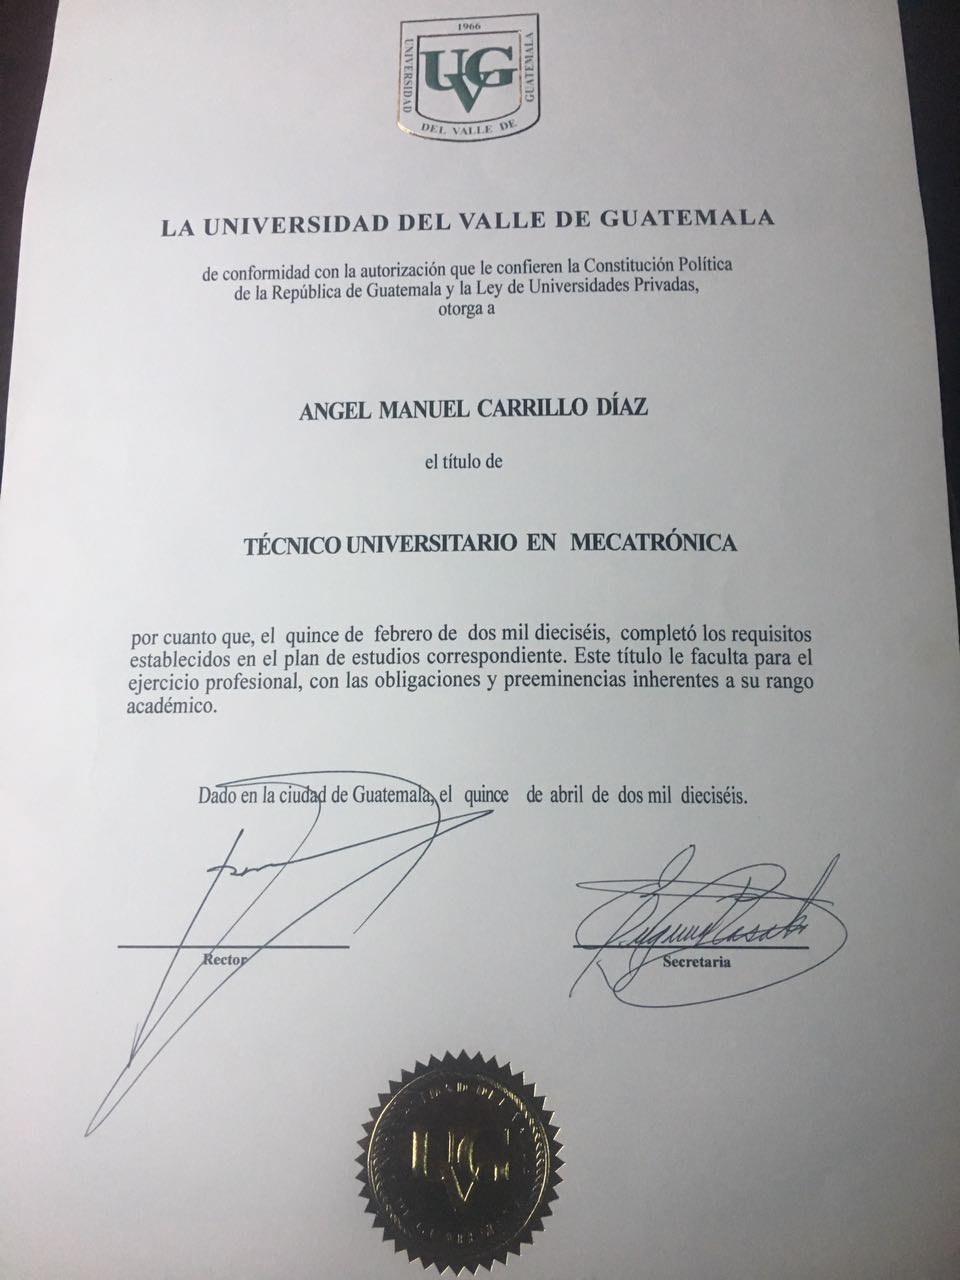 1966
UNIVERSIDAD
UVG
GUATEMALA
DEL VALLE DE
LA UNIVERSIDAD DEL VALLE DE GUATEMALA
de conformidad con la autorización que le confieren la Constitución Política
de la República de Guatemala y la Ley de Universidades Privadas,
otorga a
ANGEL MANUEL CARRILLO DÍAZ
el título de
TÉCNICO UNIVERSITARIO EN MECATRÓNICA
por cuanto que, el quince de febrero de dos mil dieciséis, completó los requisitos
establecidos en el plan de estudios correspondiente. Este título le faculta para el
ejercicio profesional, con las obligaciones y preeminencias inherentes a su rango
académico.
Dado en la ciudad de Guatemala, el quince de abril de dos mil dieciséis.
Rector
Secretaria
UVG